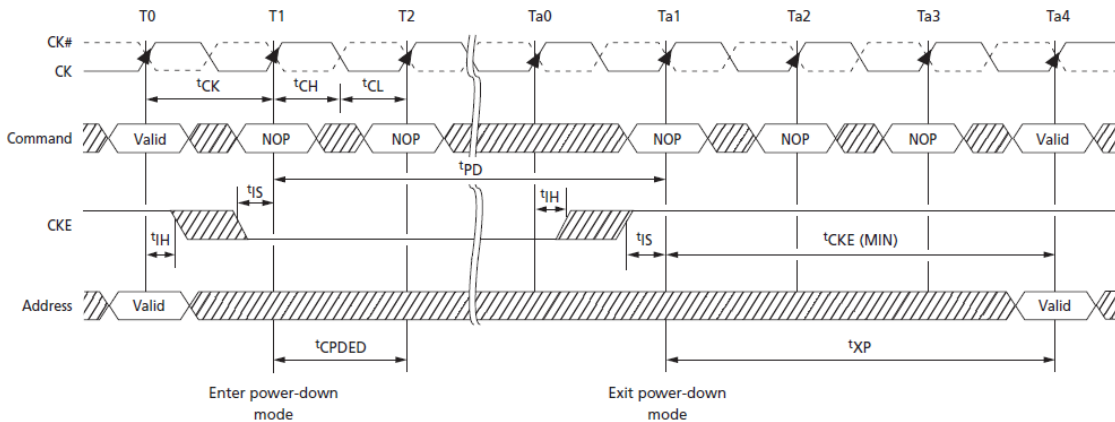 T0 T1 T2 Ta0 Ta1 Ta2 Ta3 Ta4
CK#
CK
tCK tCH tCL
Command Valid NOP NOP NOP NOP NOP Valid
tPD
tIS tIH
CKE
tIH tIS tCKE (MIN)
Address Valid Valid
tCPDED tXP
Enter power-down Exit power-down
mode mode